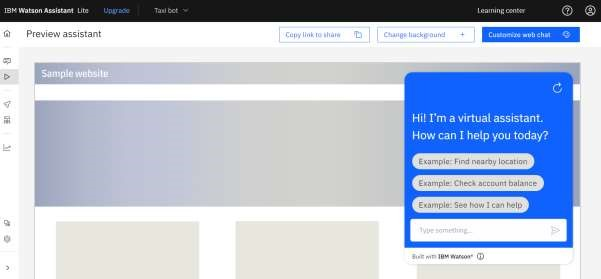 IBM Watson Assistant Lite Upgrade Taxi bot Learning center
Preview assistant
Copy link to share
Change background
Customize web chat
Sample website
Hi! I'm a virtual assistant.
How can I help you today?
Example: Find nearby location
Example: Check account balance
Example: See how I can help
Type something...
Built with IBM Watson®